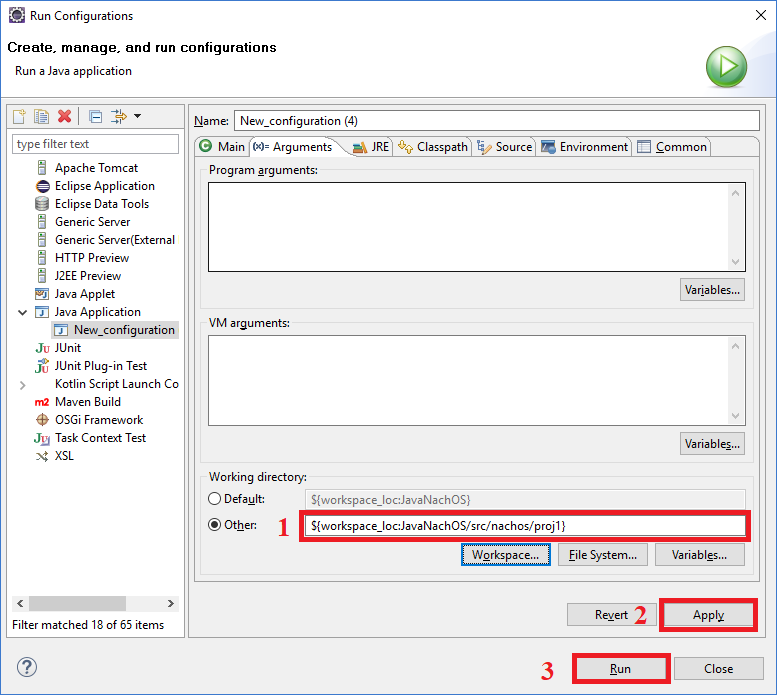 Run Configurations
Create, manage, and run configurations
Run a Java application
type filter text
Apache Tomcat
Eclipse Application
Eclipse Data Tools
Generic Server
Generic Server(External
HTTP Preview
J2EE Preview
Java Applet
Java Application
New_configuration
JUnit
JUnit Plug-in Test
Kotlin Script Launch Co
Maven Build
OSGi Framework
Task Context Test
XSL
Filter matched 18 of 65 items
Name: New_configuration (4)
Main (x)= Arguments JRE Classpath Source Environment Common
Program arguments:
Variables...
VM arguments:
Variables...
Working directory:
Default: ${workspace_loc:JavaNachOS}
Other: 1 ${workspace_loc:JavaNachOS/src/nachos/proj1}
Workspace... File System... Variables...
Revert 2 Apply
3 Run Close